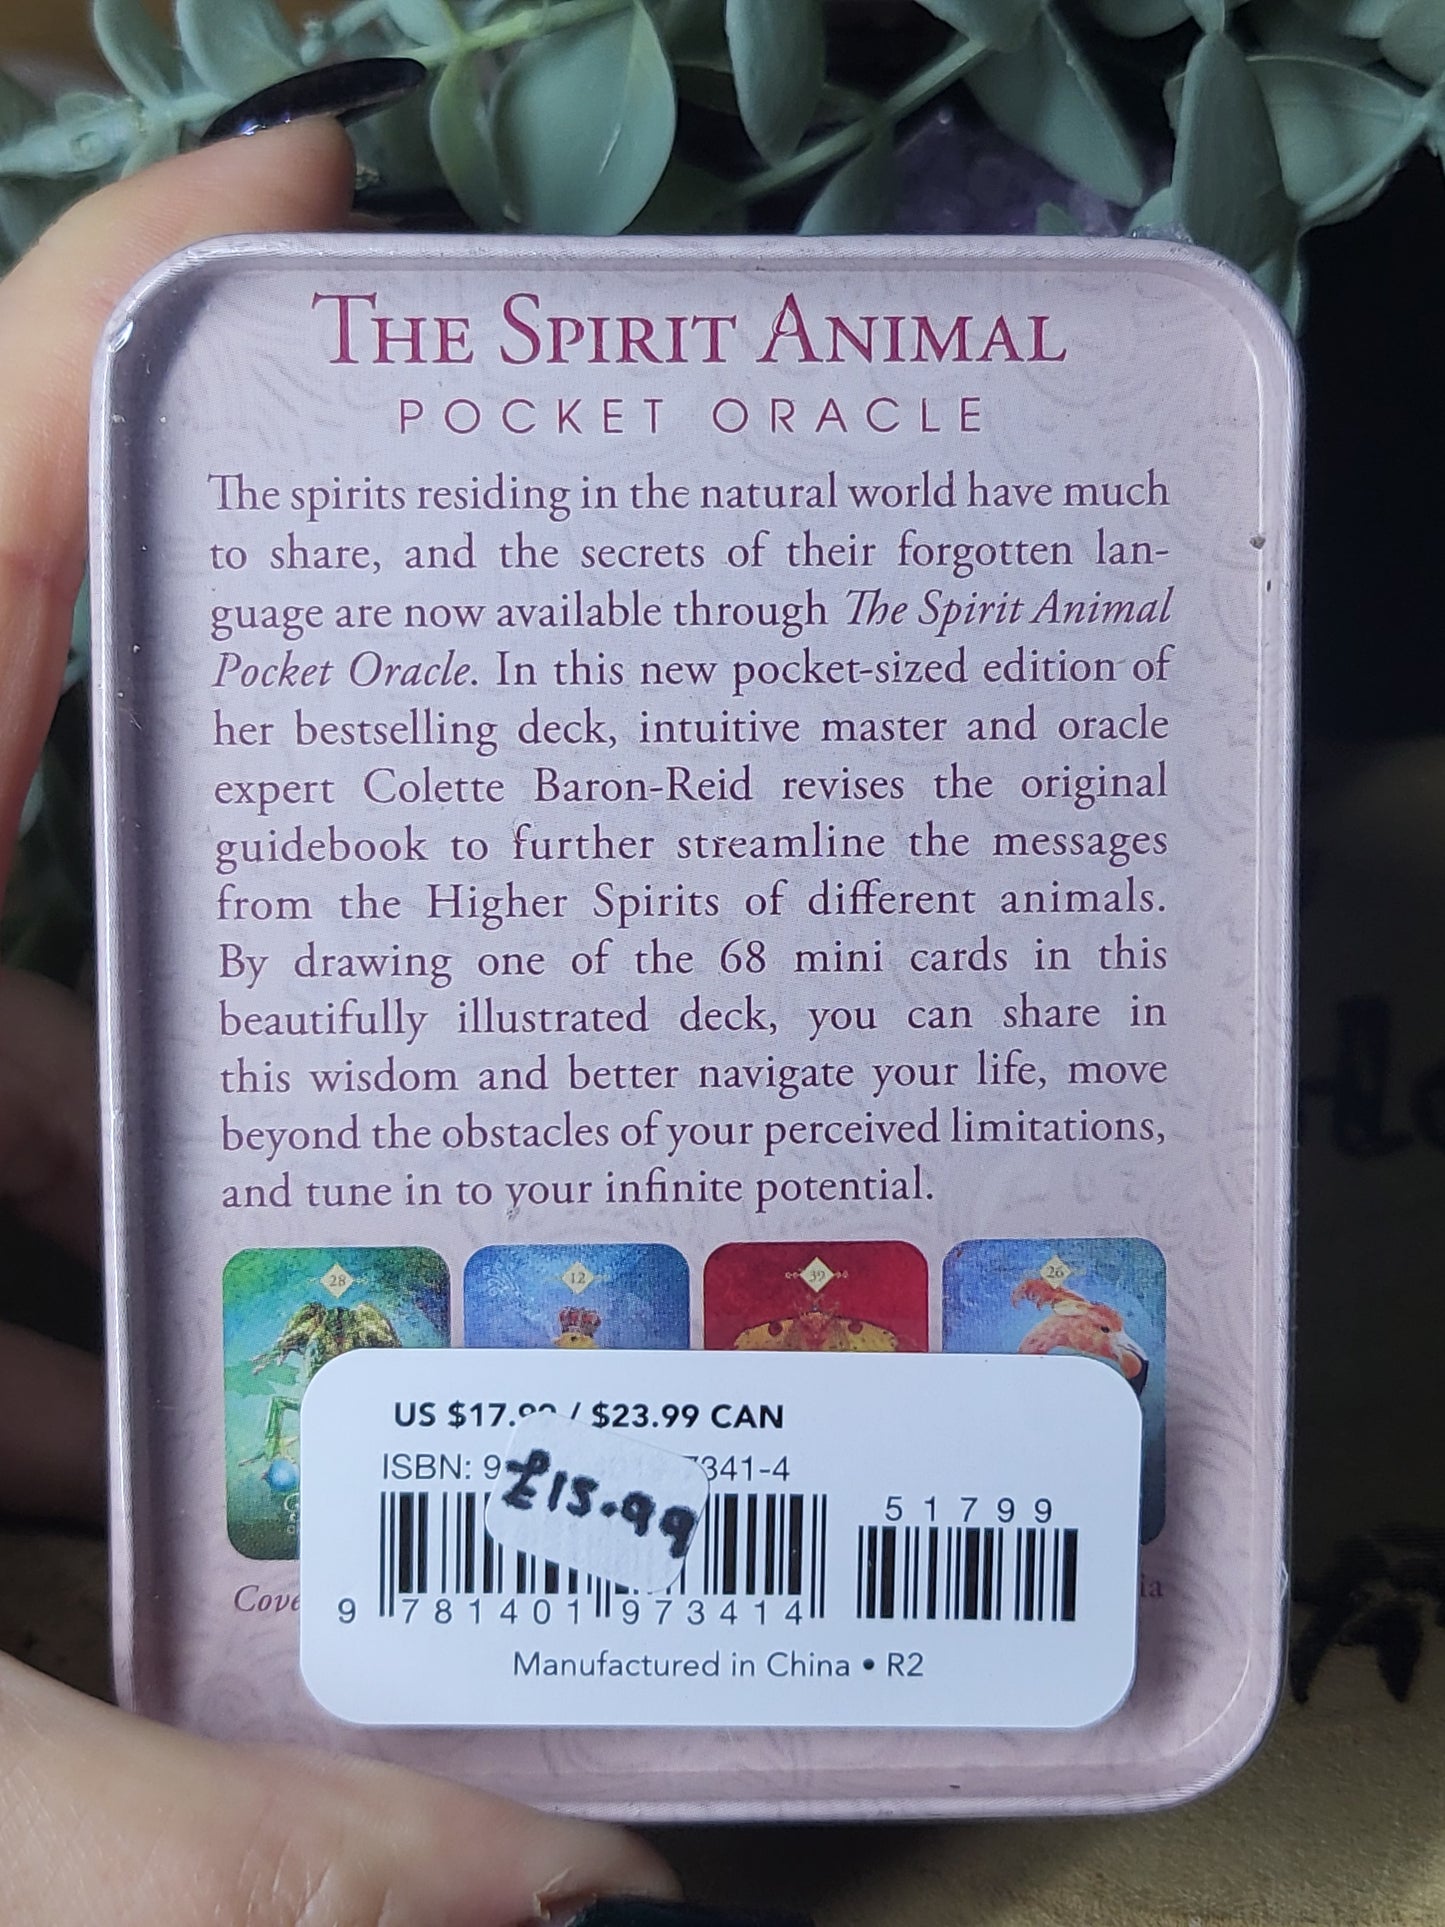 The Spirit Animal
POCKET ORACLE
The spirits residing in the natural world have much
to share, and the secrets of their forgotten lan-
guage are now available through The Spirit Animal
Pocket Oracle. In this new pocket-sized edition of
her bestselling deck, intuitive master and oracle
expert Colette Baron-Reid revises the original
guidebook to further streamline the messages
from the Higher Spirits of different animals.
By drawing one of the 68 mini cards in this
beautifully illustrated deck, you can share in
this wisdom and better navigate your life, move
beyond the obstacles of your perceived limitations,
and tune in to your infinite potential.
28 12 39 26
US $17.99 / $23.99 CAN
ISBN: 9 341-4
£15.99
51799
9 781401 973414
Manufactured in China • R2